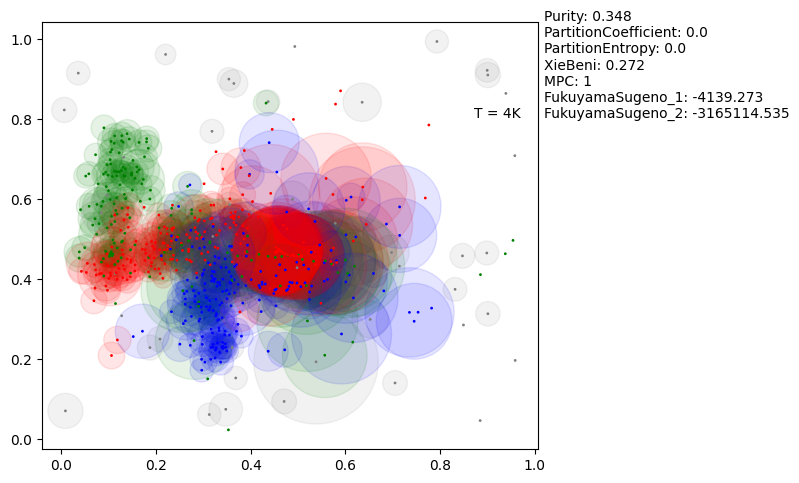 Purity: 0.348
PartitionCoefficient: 0.0
PartitionEntropy: 0.0
XieBeni: 0.272
MPC: 1
FukuyamaSugeno_1: -4139.273
FukuyamaSugeno_2: -3165114.535
T = 4K
1.0
0.8
0.6
0.4
0.2
0.0
0.0 0.2 0.4 0.6 0.8 1.0